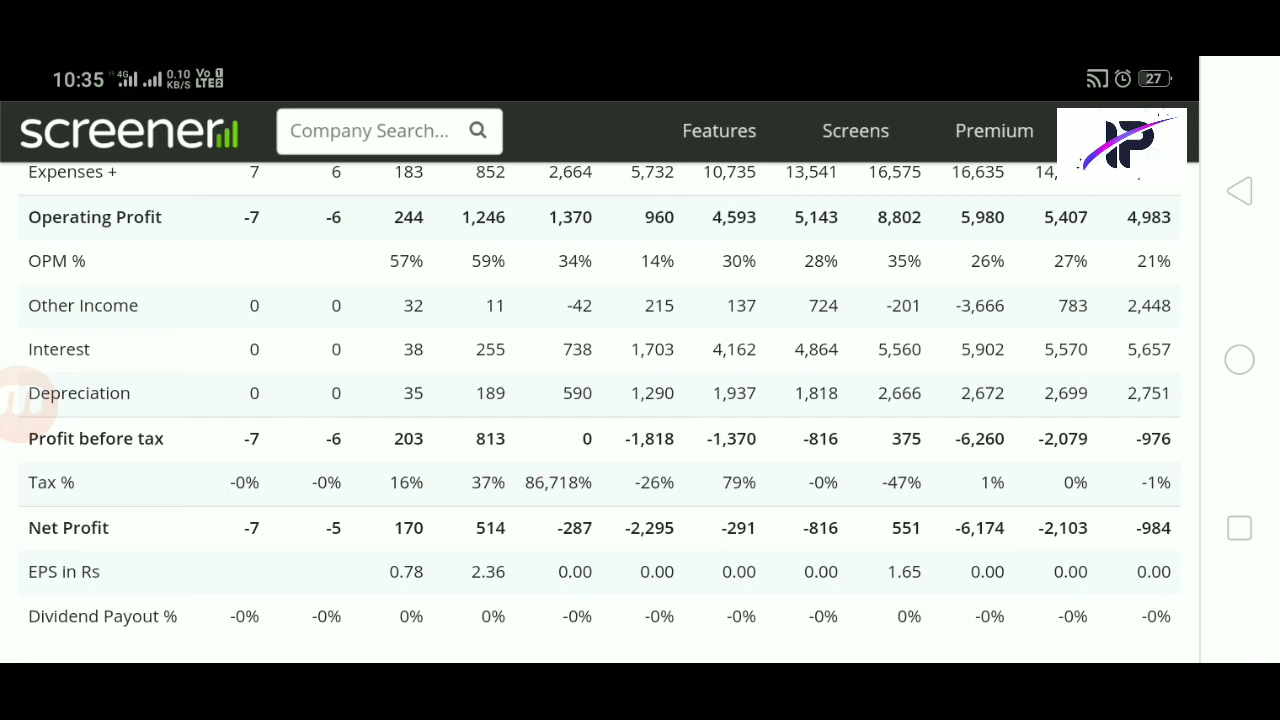 10:35 4G 0.10 KB/S Vo LTE 1 2 27
screener Company Search... Features Screens Premium IP
Expenses + 7 6 183 852 2,664 5,732 10,735 13,541 16,575 16,635 14,
Operating Profit -7 -6 244 1,246 1,370 960 4,593 5,143 8,802 5,980 5,407 4,983
OPM % 57% 59% 34% 14% 30% 28% 35% 26% 27% 21%
Other Income 0 0 32 11 -42 215 137 724 -201 -3,666 783 2,448
Interest 0 0 38 255 738 1,703 4,162 4,864 5,560 5,902 5,570 5,657
Depreciation 0 0 35 189 590 1,290 1,937 1,818 2,666 2,672 2,699 2,751
Profit before tax -7 -6 203 813 0 -1,818 -1,370 -816 375 -6,260 -2,079 -976
Tax % -0% -0% 16% 37% 86,718% -26% 79% -0% -47% 1% 0% -1%
Net Profit -7 -5 170 514 -287 -2,295 -291 -816 551 -6,174 -2,103 -984
EPS in Rs 0.78 2.36 0.00 0.00 0.00 0.00 1.65 0.00 0.00 0.00
Dividend Payout % -0% -0% 0% 0% -0% -0% -0% -0% 0% -0% -0% -0%